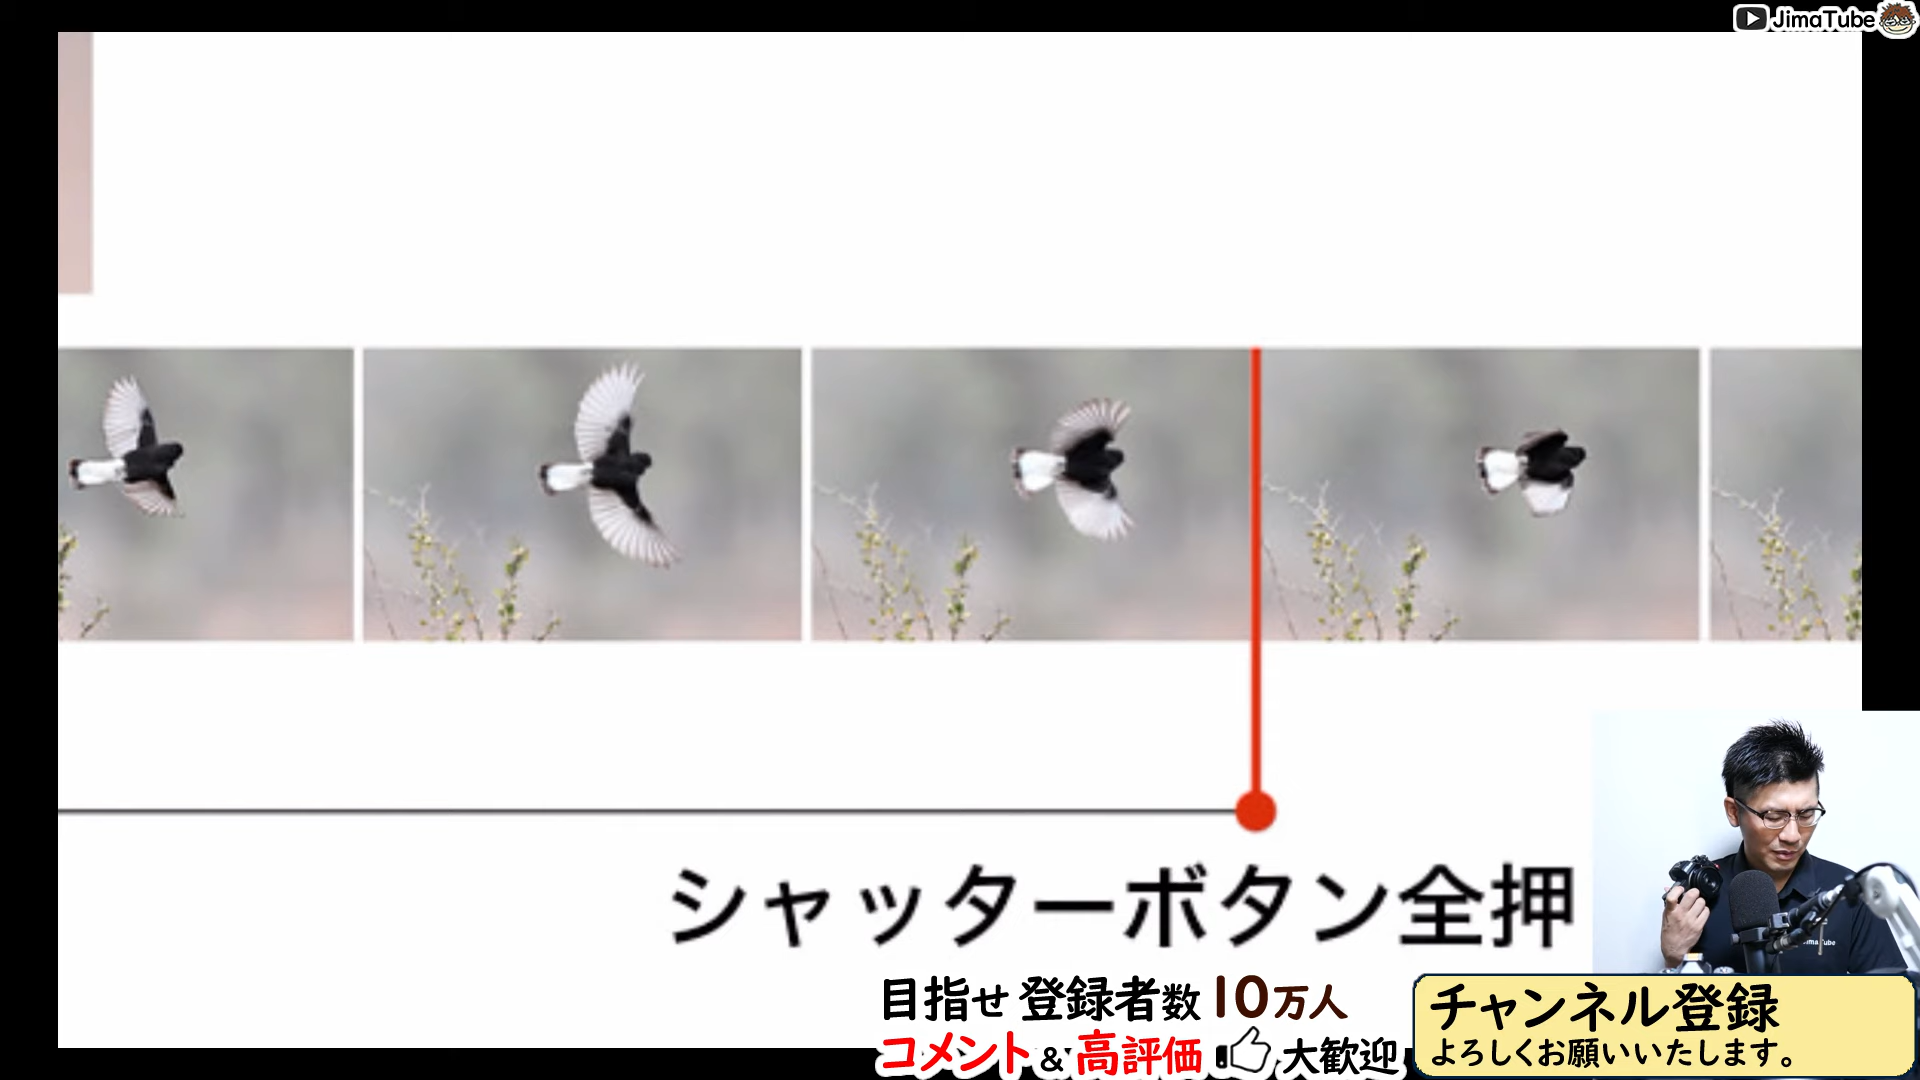 JimaTube
シャッターボタン全押
JimaTube
目指せ 登録者数 10万人
コメント & 高評価 大歓迎
チャンネル登録
よろしくお願いいたします。